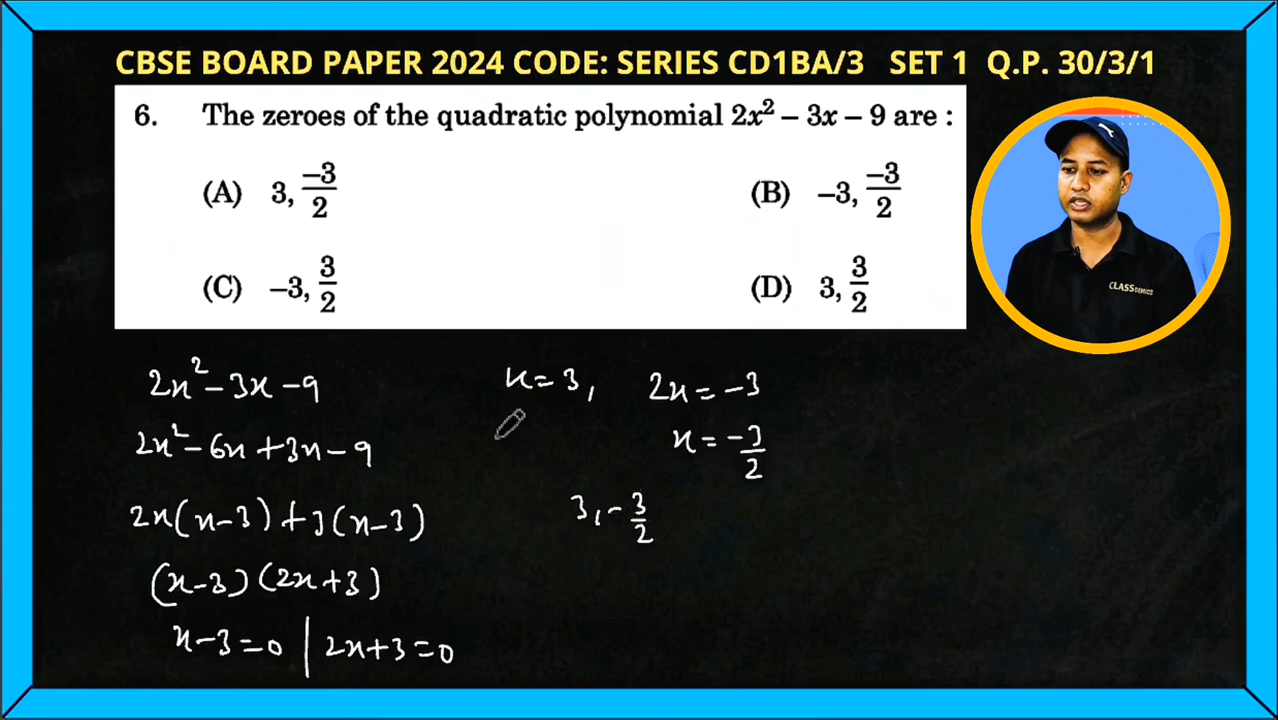 CBSE BOARD PAPER 2024 CODE: SERIES CD1BA/3 SET 1 Q.P. 30/3/1
6. The zeroes of the quadratic polynomial 2x² – 3x – 9 are :
(A) 3, –3/2
(B) –3, –3/2
(C) –3, 3/2
(D) 3, 3/2
CLASSDEMICS
2x² – 3x – 9
2x² – 6x + 3x – 9
2x(x–3) + 3(x–3)
(x–3)(2x+3)
x–3=0 | 2x+3=0
x = 3, 2x = –3
x = –3/2
3, –3/2